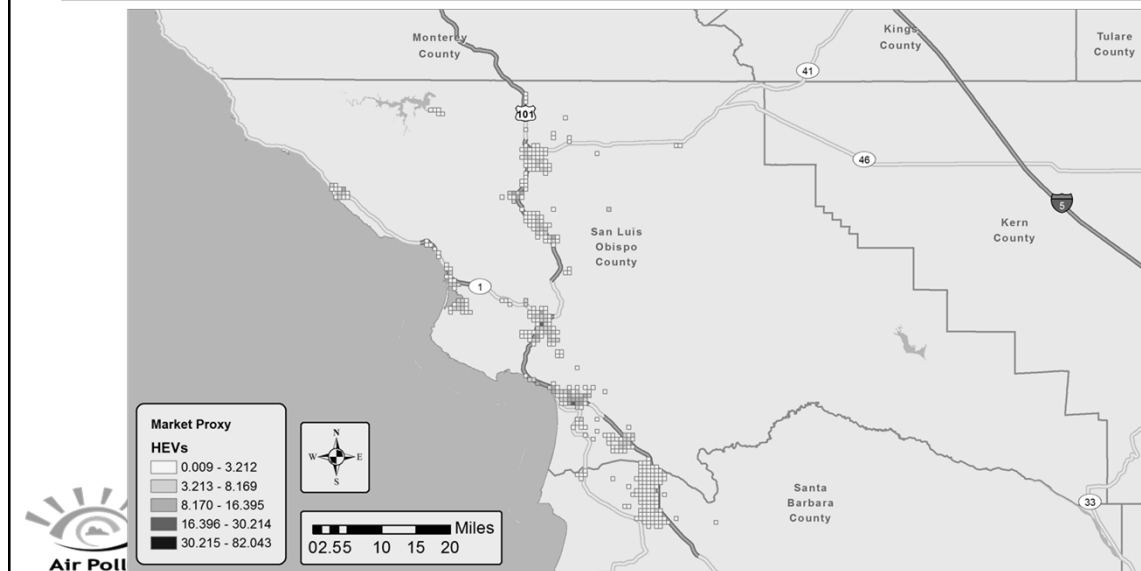 Monterey
County
Kings
County
Tulare
County
41
101
46
5
San Luis
Obispo
County
Kern
County
1
Market Proxy
HEVs
0.009 - 3.212
3.213 - 8.169
8.170 - 16.395
16.396 - 30.214
30.215 - 82.043
N
W E
S
Miles
02.55 10 15 20
Santa
Barbara
County
33
Air Poll